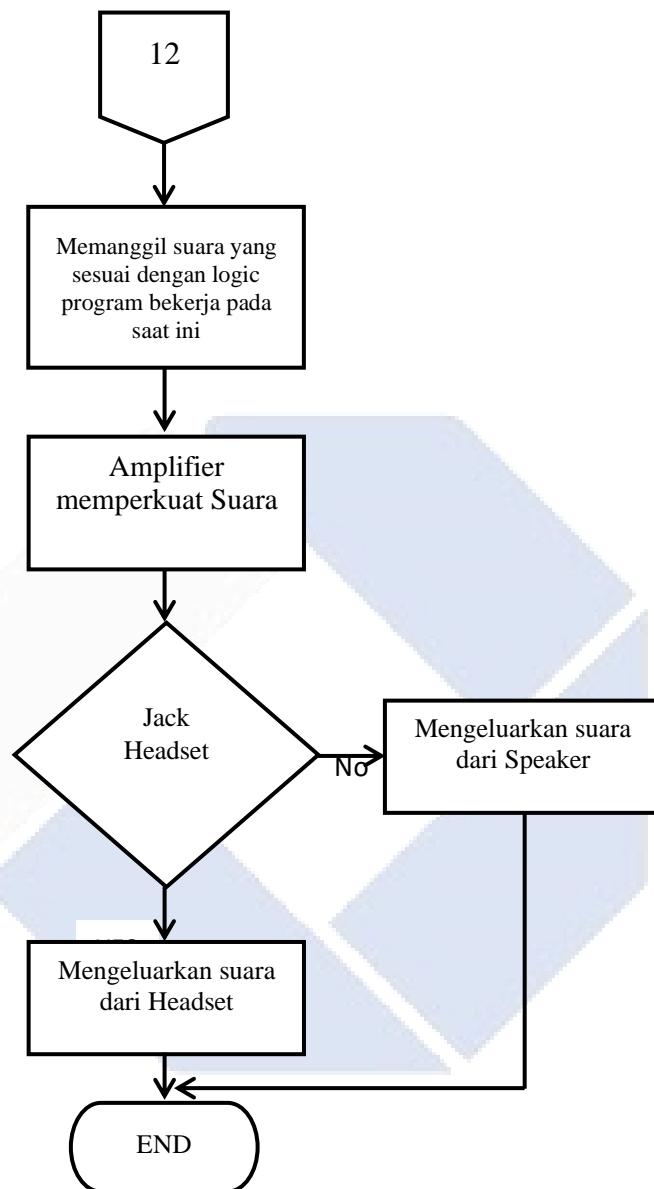 12
Memanggil suara yang
sesuai dengan logic
program bekerja pada
saat ini
Amplifier
memperkuat Suara
Jack
Headset
No
Mengeluarkan suara
dari Speaker
Mengeluarkan suara
dari Headset
END